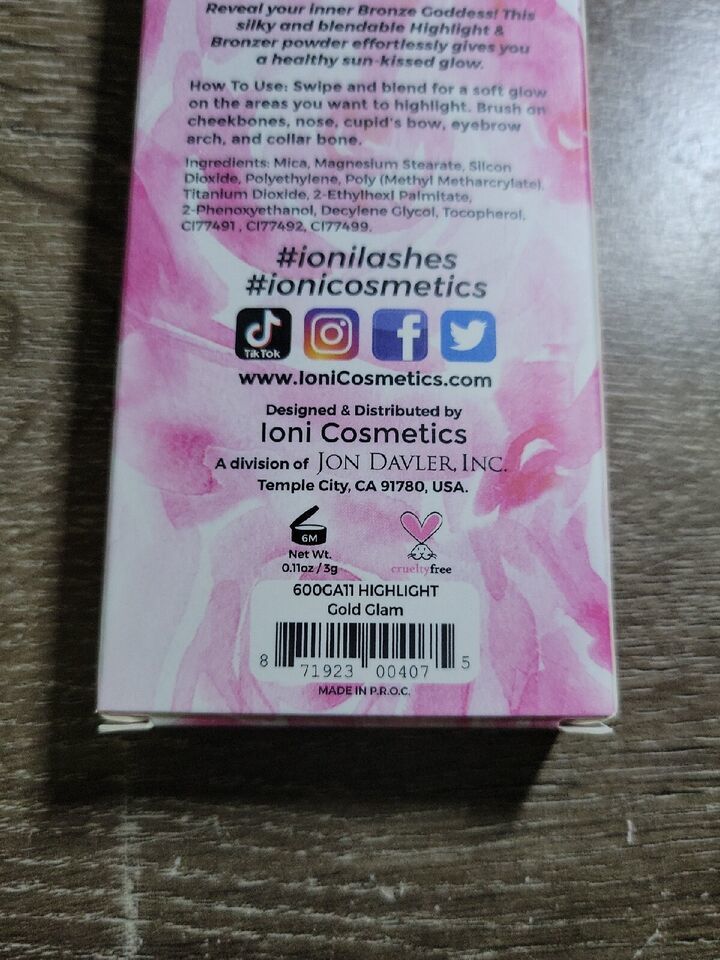 Reveal your inner Bronze Goddess! This
silky and blendable Highlight &
Bronzer powder effortlessly gives you
a healthy sun-kissed glow.
How To Use: Swipe and blend for a soft glow
on the areas you want to highlight. Brush on
cheekbones, nose, cupid's bow, eyebrow
arch, and collar bone.
Ingredients: Mica, Magnesium Stearate, Silicon
Dioxide, Polyethylene, Poly (Methyl Metharcrylate),
Titanium Dioxide, 2-Ethylhexl Palmitate,
2-Phenoxyethanol, Decylene Glycol, Tocopherol,
CI77491 , CI77492, CI77499.
#ionilashes
#ionicosmetics
TikTok
www.IoniCosmetics.com
Designed & Distributed by
Ioni Cosmetics
A division of JON DAVLER, INC.
Temple City, CA 91780, USA.
6M
Net Wt.
0.11oz / 3g
crueltyfree
600GA11 HIGHLIGHT
Gold Glam
8 71923 00407 5
MADE IN P.R.C.